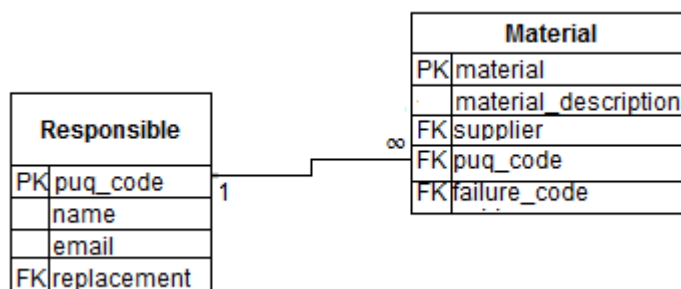 Responsible
PK puq_code
name
email
FK replacement
1
∞
Material
PK material
material_description
FK supplier
FK puq_code
FK failure_code